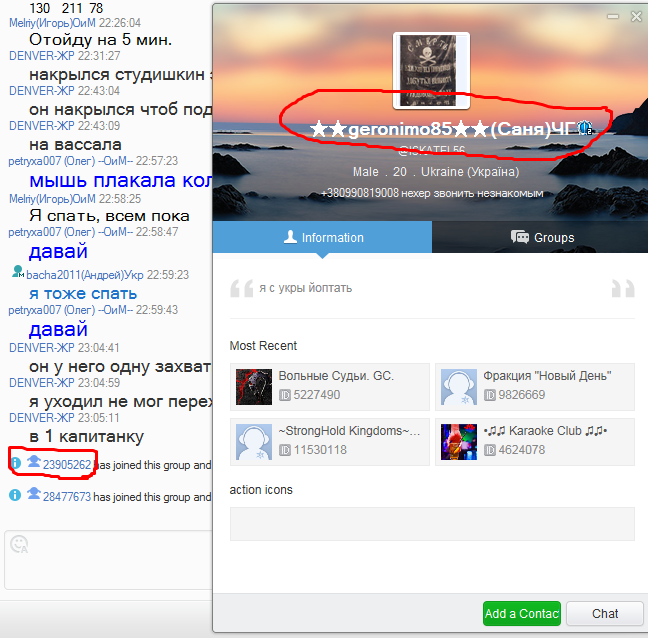 130 211 78
Melriy(Игорь)ОиМ 22:26:04
Отойду на 5 мин.
DENVER-ЖР 22:31:27
накрылся студишкин
DENVER-ЖР 22:43:04
он накрылся чтоб под
DENVER-ЖР 22:43:09
на вассала
petryxa007 (Олег) --ОиМ-- 22:57:23
мышь плакала кол
Melriy(Игорь)ОиМ 22:58:25
Я спать, всем пока
petryxa007 (Олег) --ОиМ-- 22:58:47
давай
bacha2011(Андрей)Укр 22:59:23
я тоже спать
petryxa007 (Олег) --ОиМ-- 22:59:43
давай
DENVER-ЖР 23:04:41
он у него одну захват
DENVER-ЖР 23:04:59
я уходил не мог перех
DENVER-ЖР 23:05:11
в 1 капитанку
23905262 has joined this group and
28477673 has joined this group and
★★geronimo85★★(Саня)ЧГ
@ISKATEL56
Male . 20 . Ukraine (Україна)
+380990819008 нехер звонить незнакомым
Information
Groups
я с укры йоптать
Most Recent
Вольные Судьи. GC.
ID 5227490
Фракция "Новый День"
ID 9826669
~StrongHold Kingdoms~...
ID 11530118
•♫♫ Karaoke Club ♫♫•
ID 4624078
action icons
Add a Contact
Chat